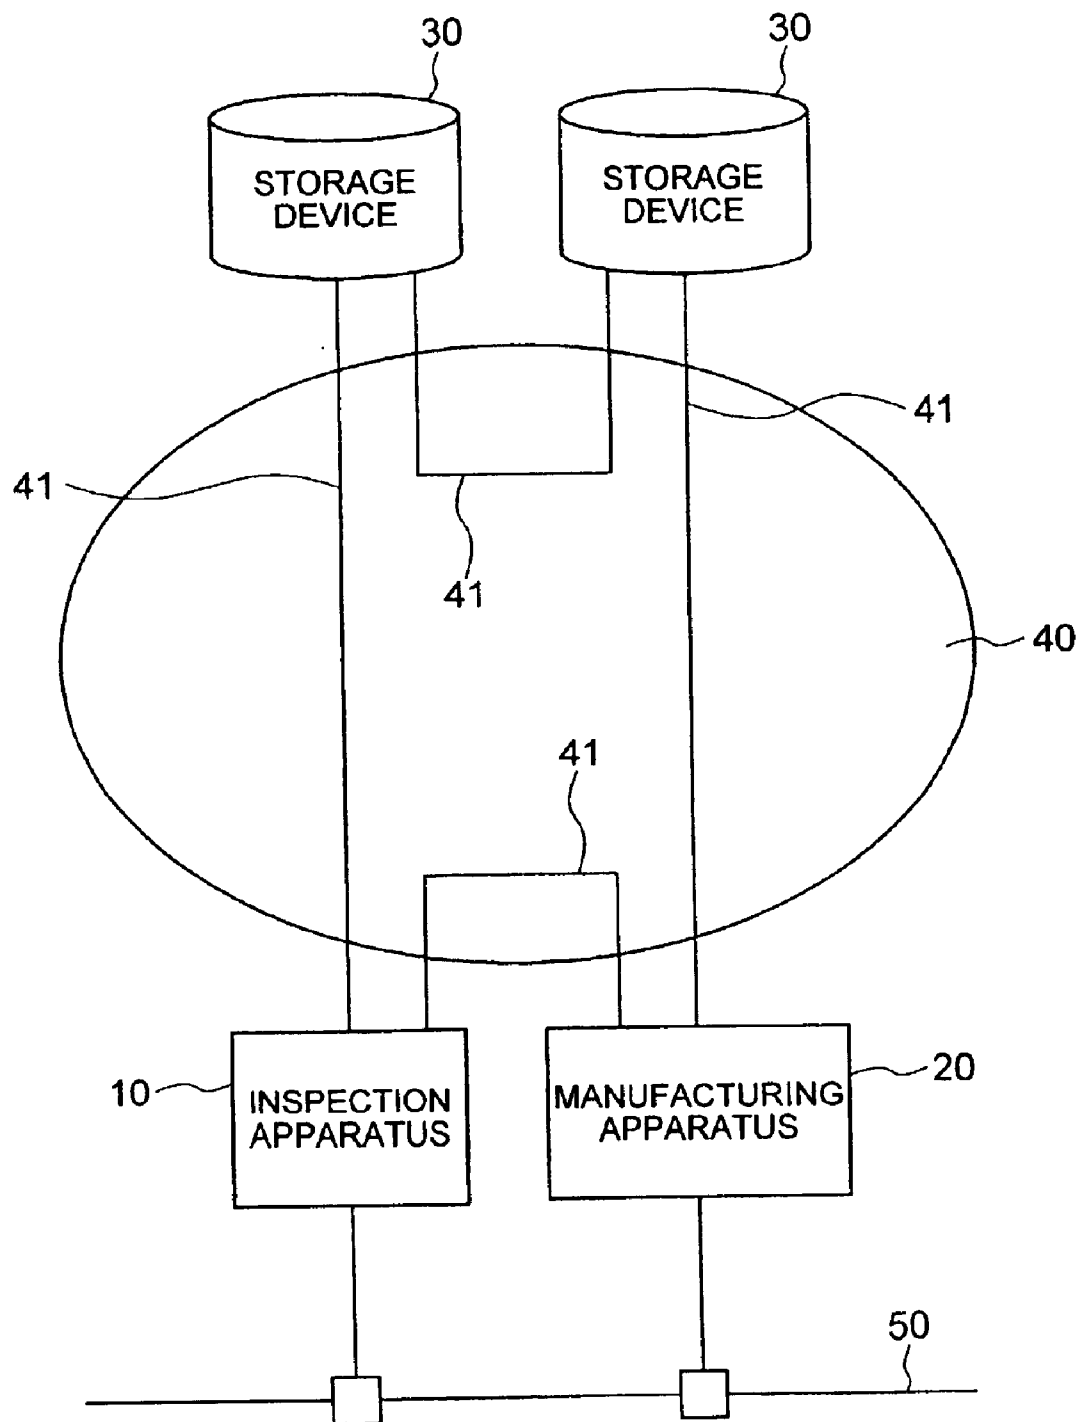 30
30
STORAGE
DEVICE
STORAGE
DEVICE
41
41
41
40
41
10
INSPECTION
APPARATUS
MANUFACTURING
APPARATUS
20
50